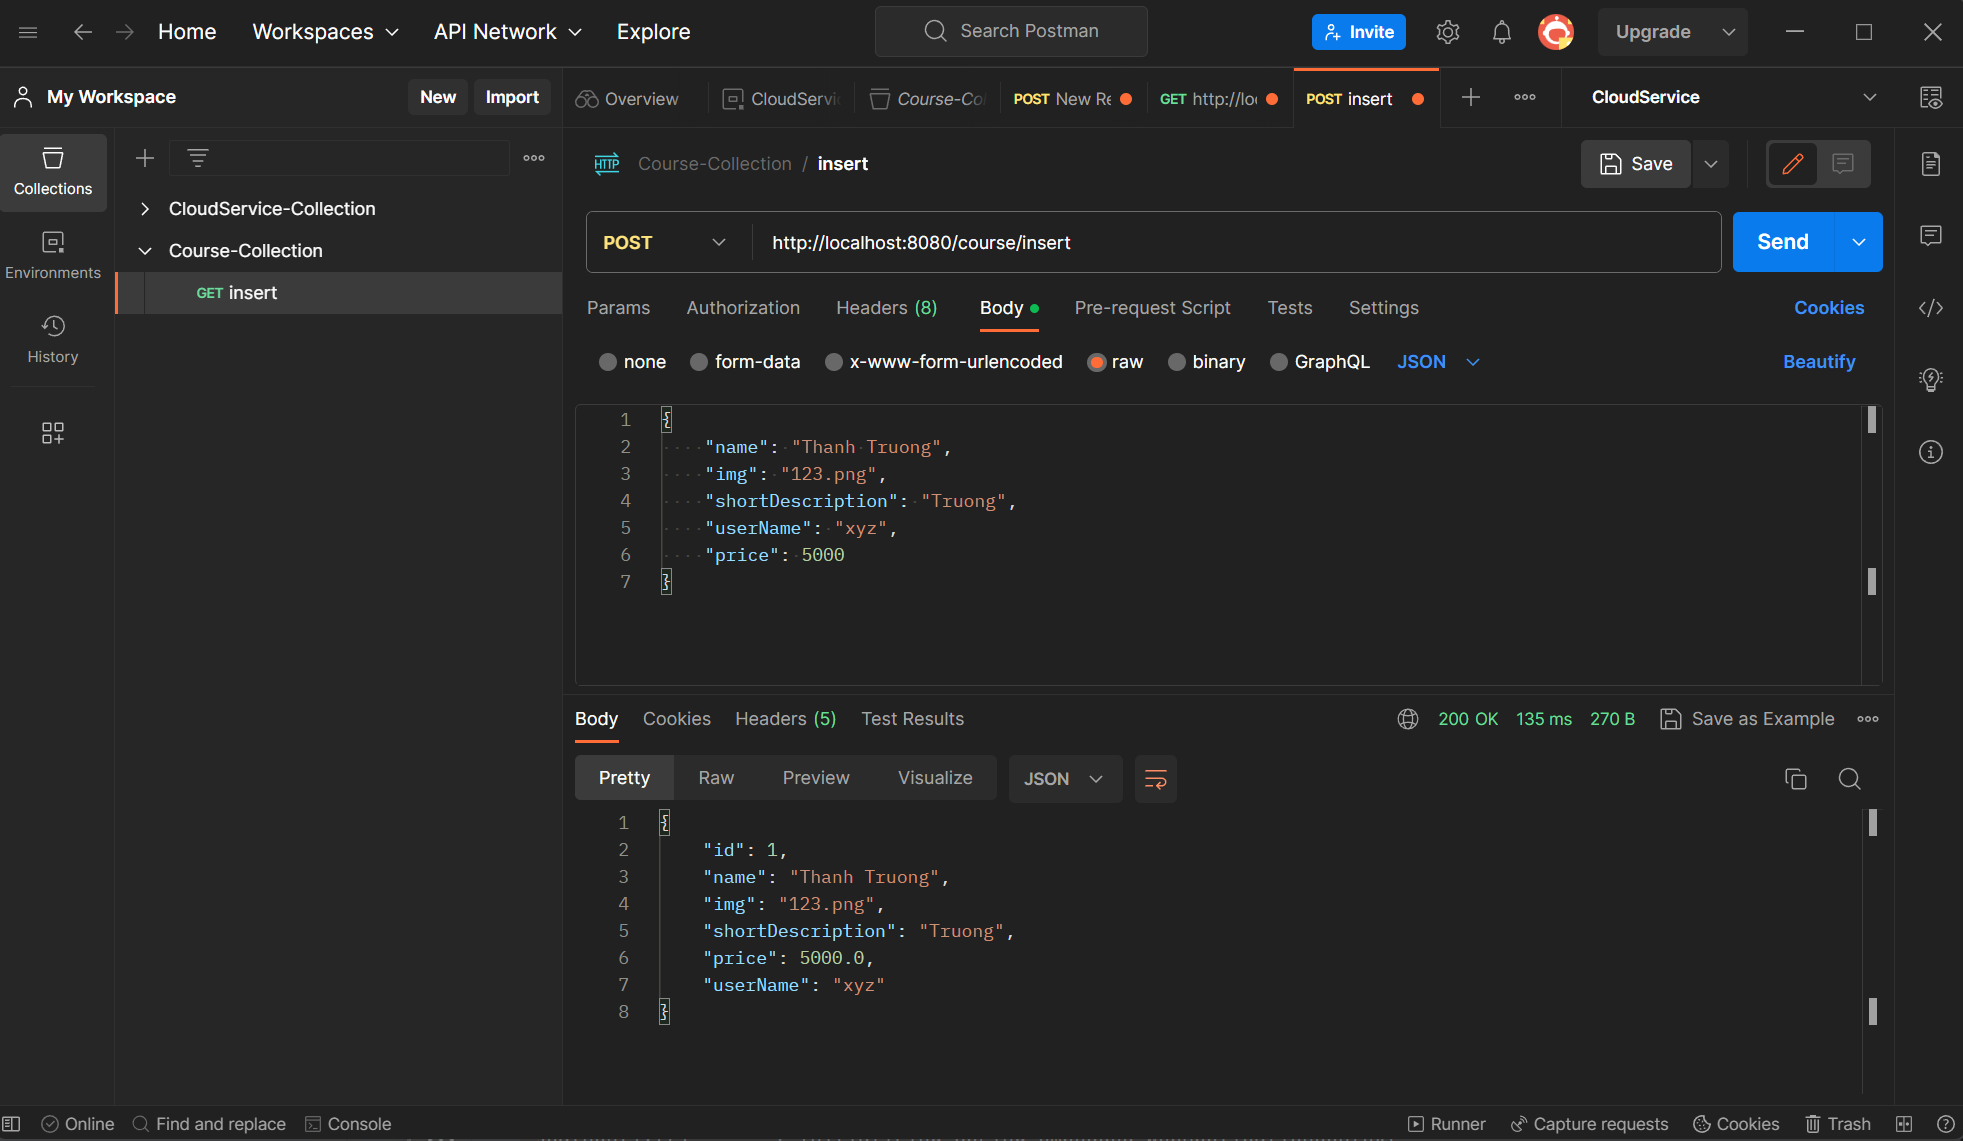 Home Workspaces API Network Explore Search Postman Invite Upgrade
My Workspace New Import Overview CloudServi Course-Col POST New Re GET http://lo POST insert CloudService
Collections
Environments
History
CloudService-Collection
Course-Collection
GET insert
HTTP Course-Collection / insert Save
POST http://localhost:8080/course/insert Send
Params Authorization Headers (8) Body Pre-request Script Tests Settings Cookies
none form-data x-www-form-urlencoded raw binary GraphQL JSON Beautify
1 {
2 "name": "Thanh Truong",
3 "img": "123.png",
4 "shortDescription": "Truong",
5 "userName": "xyz",
6 "price": 5000
7 }
Body Cookies Headers (5) Test Results 200 OK 135 ms 270 B Save as Example
Pretty Raw Preview Visualize JSON
1 {
2 "id": 1,
3 "name": "Thanh Truong",
4 "img": "123.png",
5 "shortDescription": "Truong",
6 "price": 5000.0,
7 "userName": "xyz"
8 }
Online Find and replace Console Runner Capture requests Cookies Trash